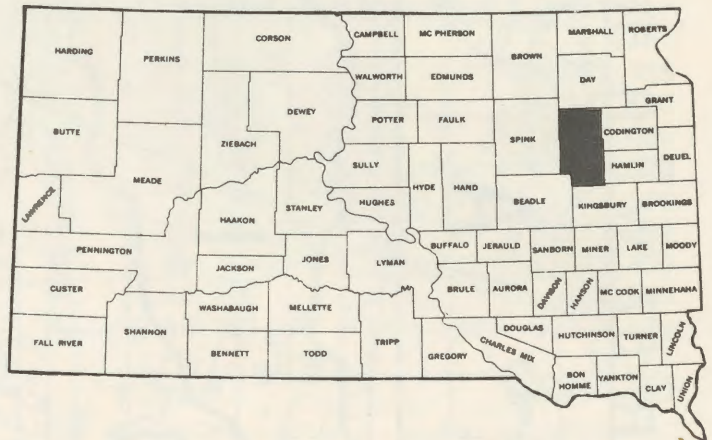 HARDING
PERKINS
CORSON
CAMPBELL
MC PHERSON
BROWN
MARSHALL
ROBERTS
WALWORTH
EDMUNDS
DAY
DEWEY
GRANT
BUTTE
ZIEBACH
POTTER
FAULK
SPINK
CODINGTON
MEADE
SULLY
HYDE
HAND
HAMLIN
DEUEL
LAWRENCE
HAAKON
STANLEY
HUGHES
BEADLE
KINGSBURY
BROOKINGS
PENNINGTON
JACKSON
JONES
LYMAN
BUFFALO
JERAULD
SANBORN
MINER
LAKE
MOODY
CUSTER
WASHABAUGH
MELLETTE
BRULE
AURORA
DAVISON
HANSON
MC COOK
MINNEHAHA
FALL RIVER
SHANNON
BENNETT
TODD
TRIPP
GREGORY
CHARLES MIX
DOUGLAS
HUTCHINSON
TURNER
LINCOLN
BON
HOMME
YANKTON
CLAY
UNION